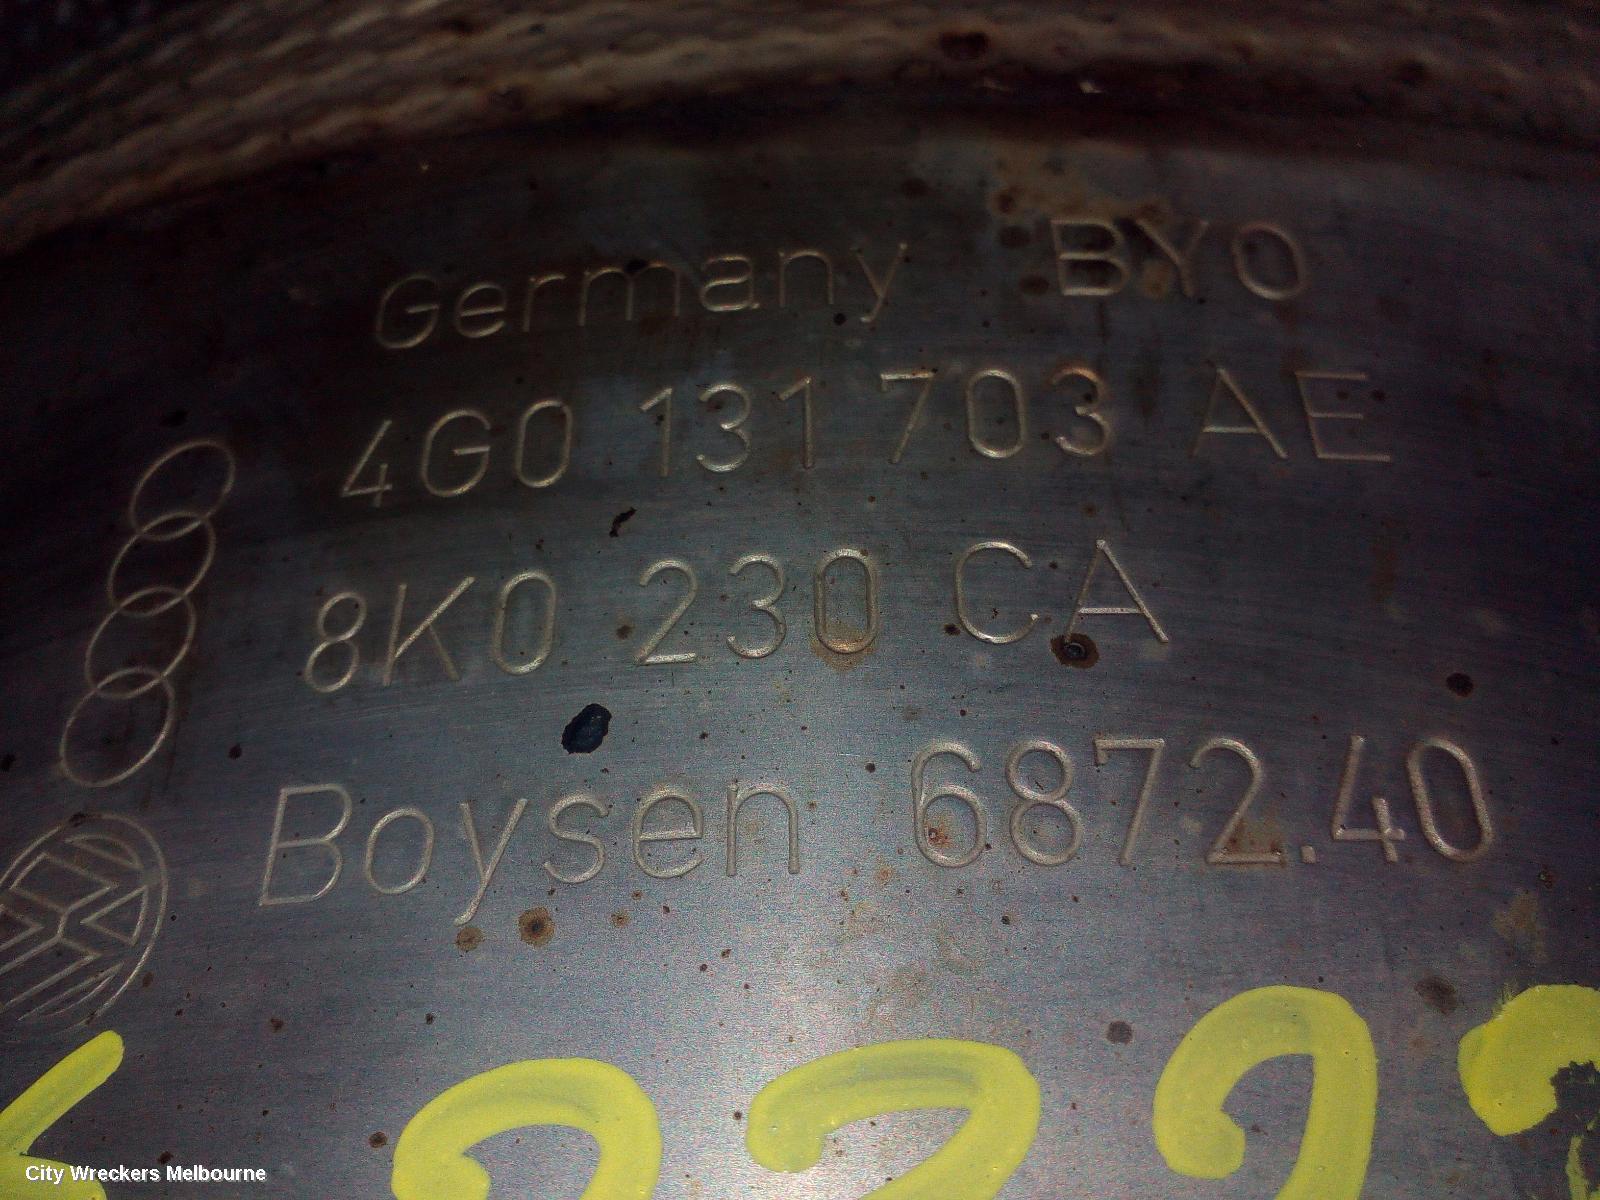 Germany BYO
4G0 131 703 AE
8K0 230 CA
Boysen 6872.40
City Wreckers Melbourne